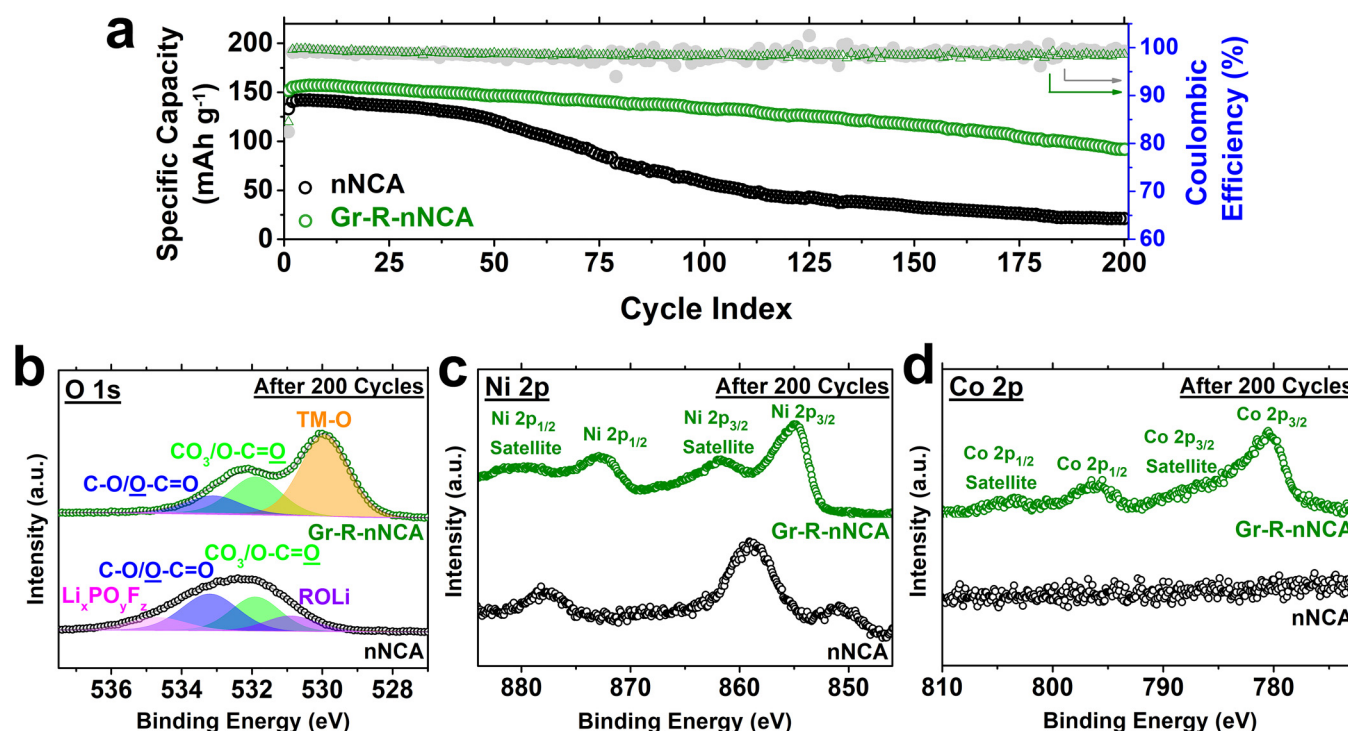 a
Specific Capacity
(mAh g⁻¹)
200
150
100
50
0
nNCA
Gr-R-nNCA
100
90
80
70
60
Coulombic
Efficiency (%)
0 25 50 75 100 125 150 175 200
Cycle Index
b
O 1s
After 200 Cycles
TM-O
CO₃/O-C=O
C-O/O-C=O
Gr-R-nNCA
CO₃/O-C=O
C-O/O-C=O
LiₓPOᵧF_z
ROLi
nNCA
Intensity (a.u.)
536 534 532 530 528
Binding Energy (eV)
c
Ni 2p
After 200 Cycles
Ni 2p₁/₂
Satellite
Ni 2p₁/₂
Ni 2p₃/₂
Satellite
Ni 2p₃/₂
Gr-R-nNCA
nNCA
Intensity (a.u.)
880 870 860 850
Binding Energy (eV)
d
Co 2p
After 200 Cycles
Co 2p₁/₂
Satellite
Co 2p₁/₂
Co 2p₃/₂
Satellite
Co 2p₃/₂
Gr-R-nNCA
nNCA
Intensity (a.u.)
810 800 790 780
Binding Energy (eV)